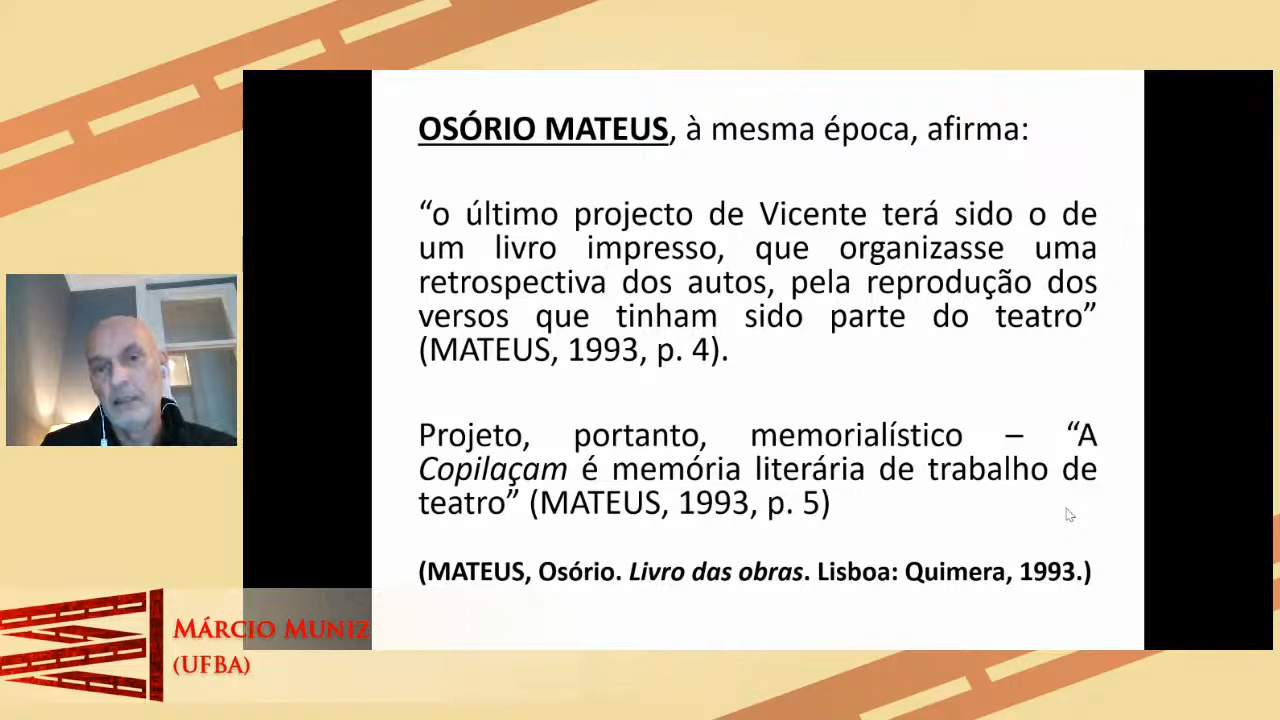 OSÓRIO MATEUS, à mesma época, afirma:
“o último projecto de Vicente terá sido o de
um livro impresso, que organizasse uma
retrospectiva dos autos, pela reprodução dos
versos que tinham sido parte do teatro”
(MATEUS, 1993, p. 4).
Projeto, portanto, memorialístico – “A
Copilaçam é memória literária de trabalho de
teatro” (MATEUS, 1993, p. 5)
(MATEUS, Osório. Livro das obras. Lisboa: Quimera, 1993.)
MÁRCIO MUNIZ
(UFBA)